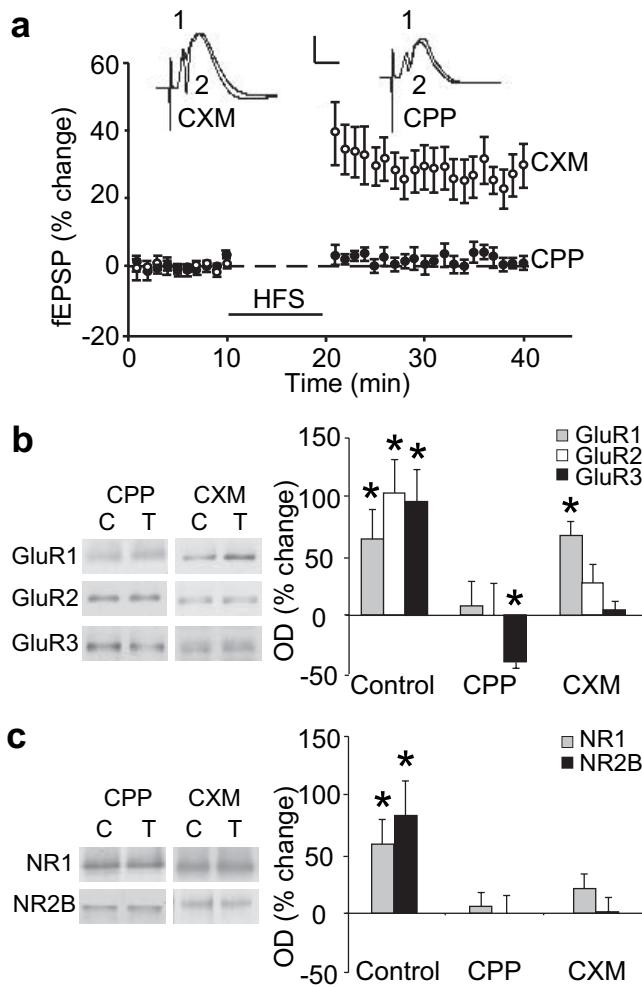 a
1
1
60
2
2
CXM
CPP
40
CXM
20
CPP
0
HFS
-20
0
10
20
30
40
fEPSP (% change)
Time (min)
b
CPP
CXM
C T
C T
GluR1
GluR2
GluR3
150
100
50
0
-50
OD (% change)
* * * * *
GluR1
GluR2
GluR3
Control
CPP
CXM
c
CPP
CXM
C T
C T
NR1
NR2B
150
100
50
0
-50
OD (% change)
* *
NR1
NR2B
Control
CPP
CXM